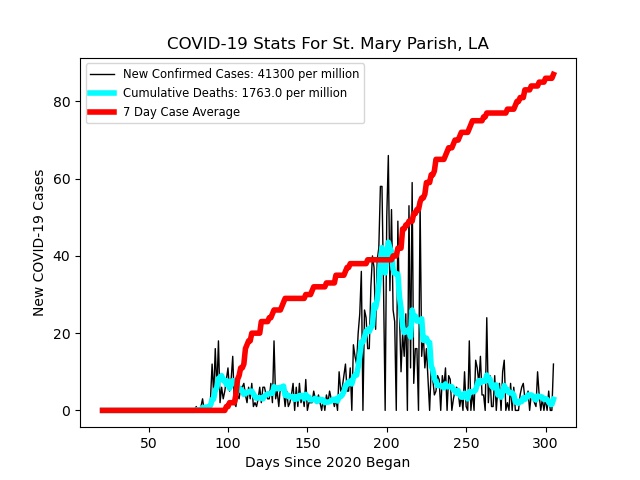 COVID-19 Stats For St. Mary Parish, LA
New Confirmed Cases: 41300 per million
Cumulative Deaths: 1763.0 per million
7 Day Case Average
New COVID-19 Cases
80
60
40
20
0
50 100 150 200 250 300
Days Since 2020 Began